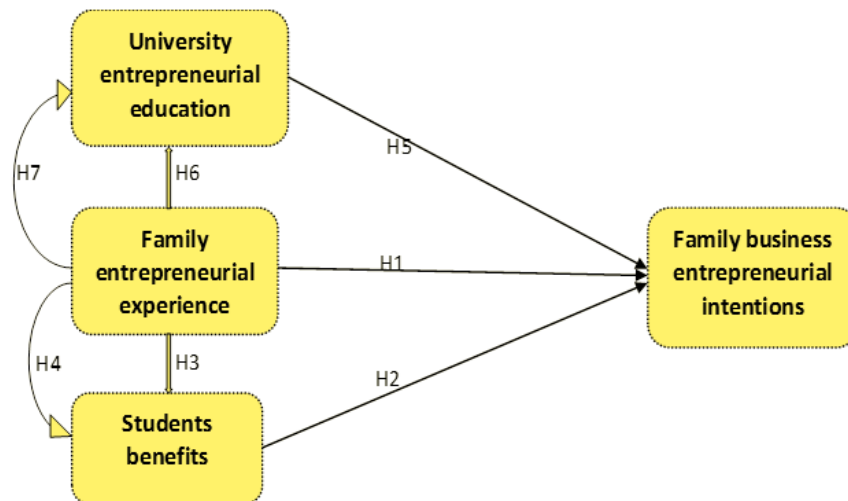 University
entrepreneurial
education
H5
H7
H6
Family
entrepreneurial
experience
H1
Family business
entrepreneurial
intentions
H4
H3
H2
Students
benefits